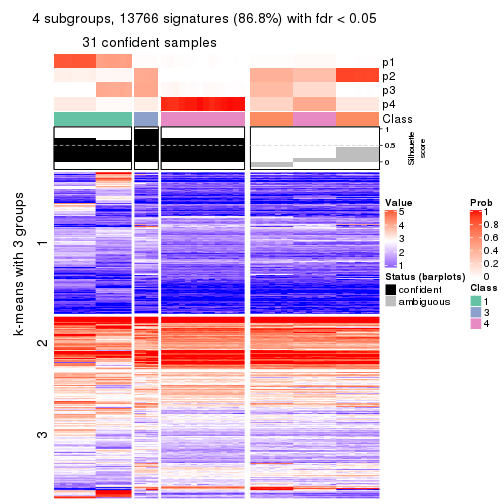 4 subgroups, 13766 signatures (86.8%) with fdr < 0.05
31 confident samples
p1
p2
p3
p4
Class
1
0.5
0
Silhouette
score
k-means with 3 groups
1
2
3
Value
5
4
3
2
1
Status (barplots)
confident
ambiguous
Prob
1
0.8
0.6
0.4
0.2
0
Class
1
3
4